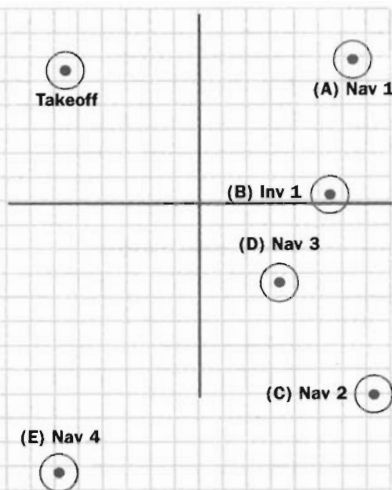 Takeoff
(A) Nav 1
(B) Inv 1
(D) Nav 3
(C) Nav 2
(E) Nav 4